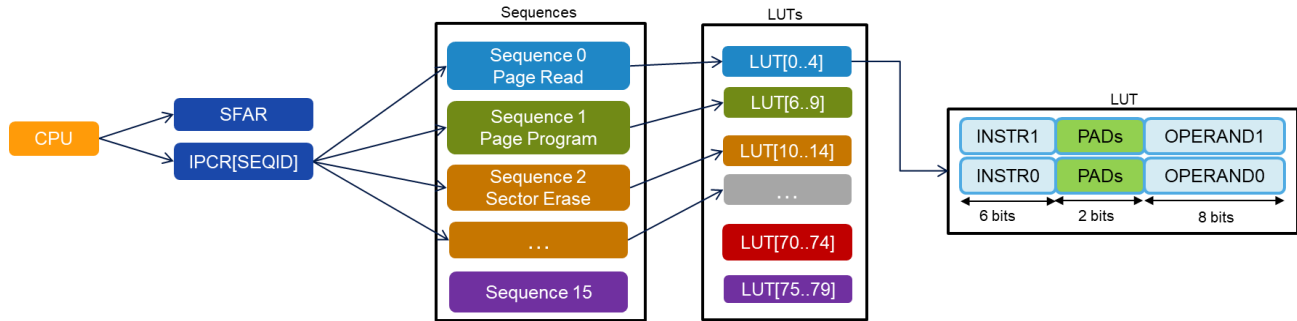 Sequences
LUTs
Sequence 0
Page Read
LUT[0..4]
Sequence 1
Page Program
LUT[6..9]
LUT
SFAR
CPU
IPCR[SEQID]
INSTR1
PADs
OPERAND1
INSTR0
PADs
OPERAND0
Sequence 2
Sector Erase
LUT[10..14]
...
6 bits
2 bits
8 bits
...
LUT[70..74]
Sequence 15
LUT[75..79]